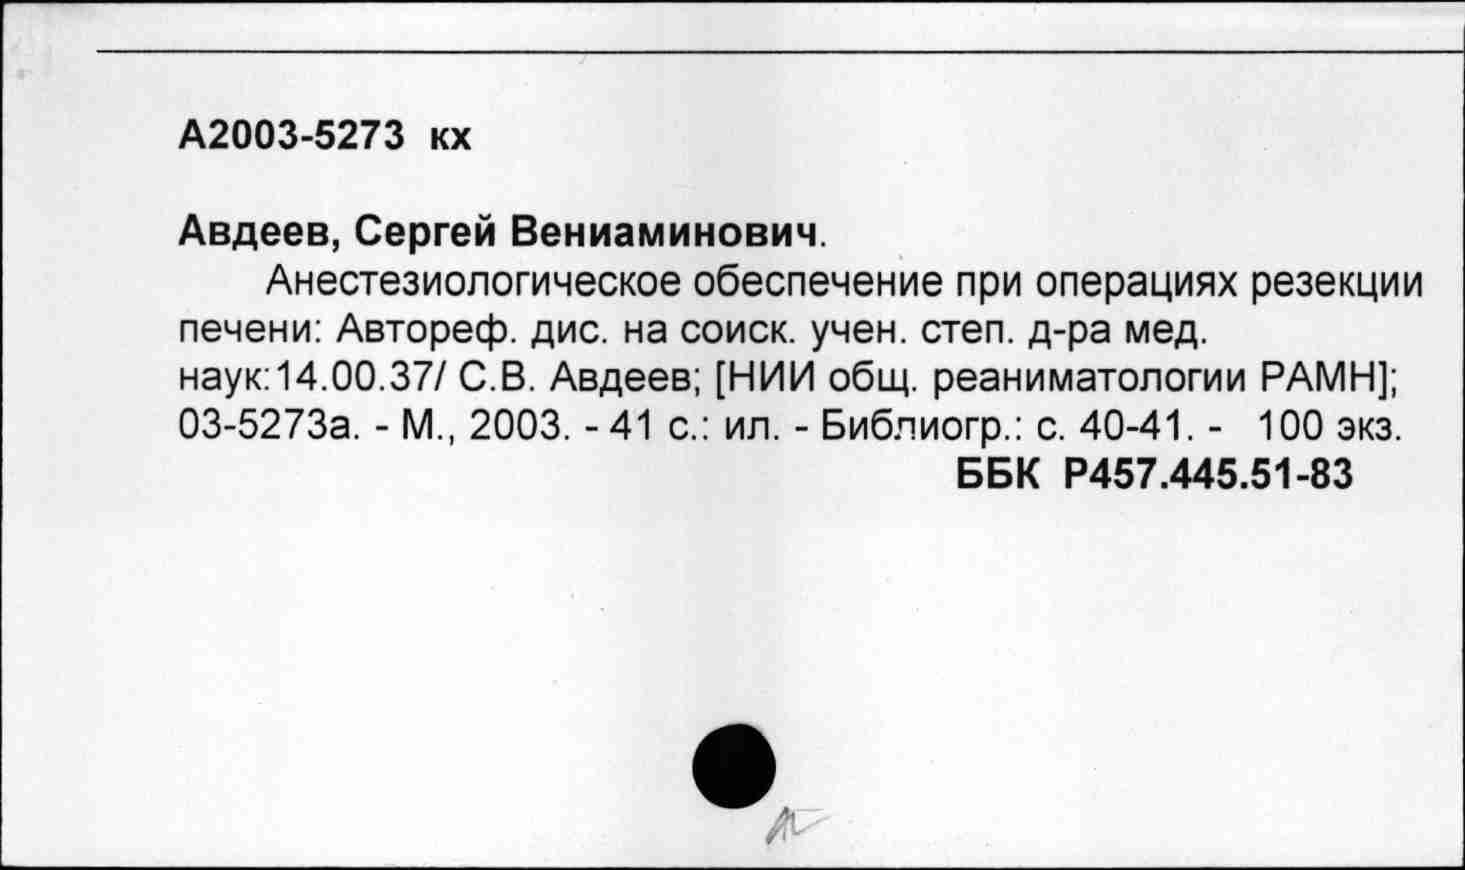 А2003-5273 кх
Авдеев, Сергей Вениаминович.
Анестезиологическое обеспечение при операциях резекции
печени: Автореф. дис. на соиск. учен. степ. д-ра мед.
наук:14.00.37/ С.В. Авдеев; [НИИ общ. реаниматологии РАМН];
03-5273а. - М., 2003. - 41 с.: ил. - Библиогр.: с. 40-41. - 100 экз.
ББК Р457.445.51-83